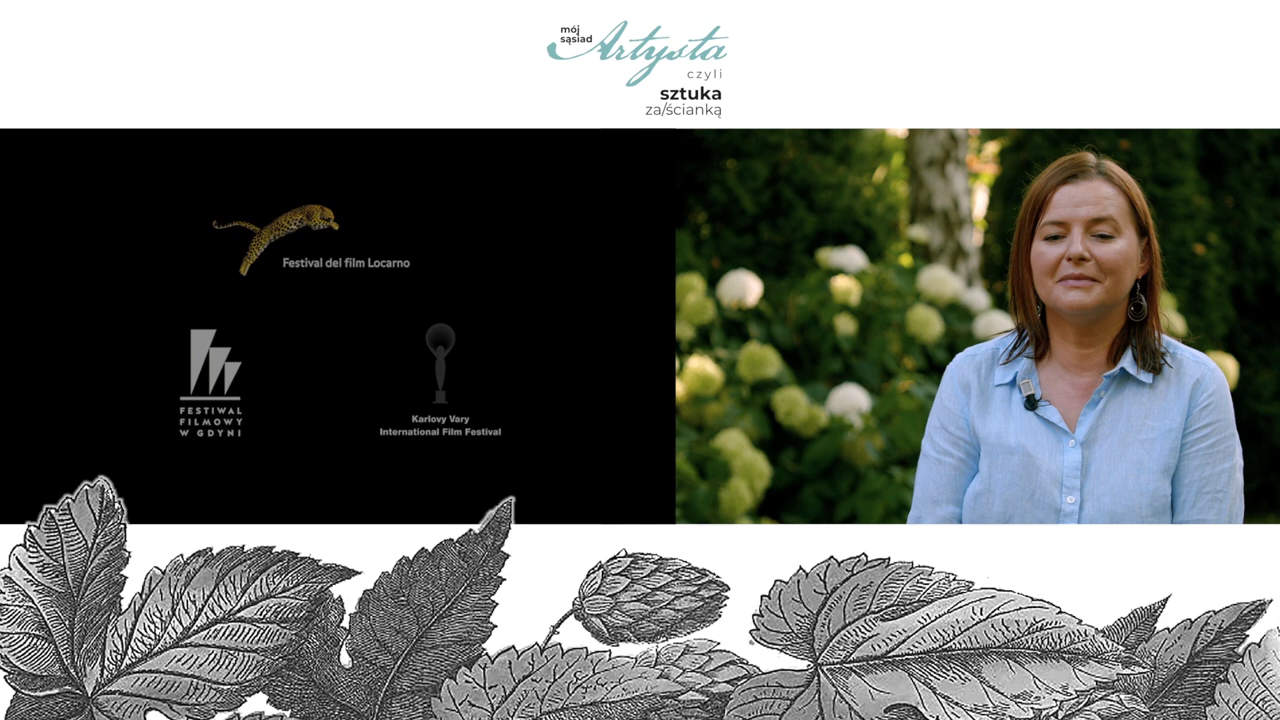 mój
sąsiad
Artysta
czyli
sztuka
za/ścianką
Festival del film Locarno
FESTIWAL
FILMOWY
W GDYNI
Karlovy Vary
International Film Festival